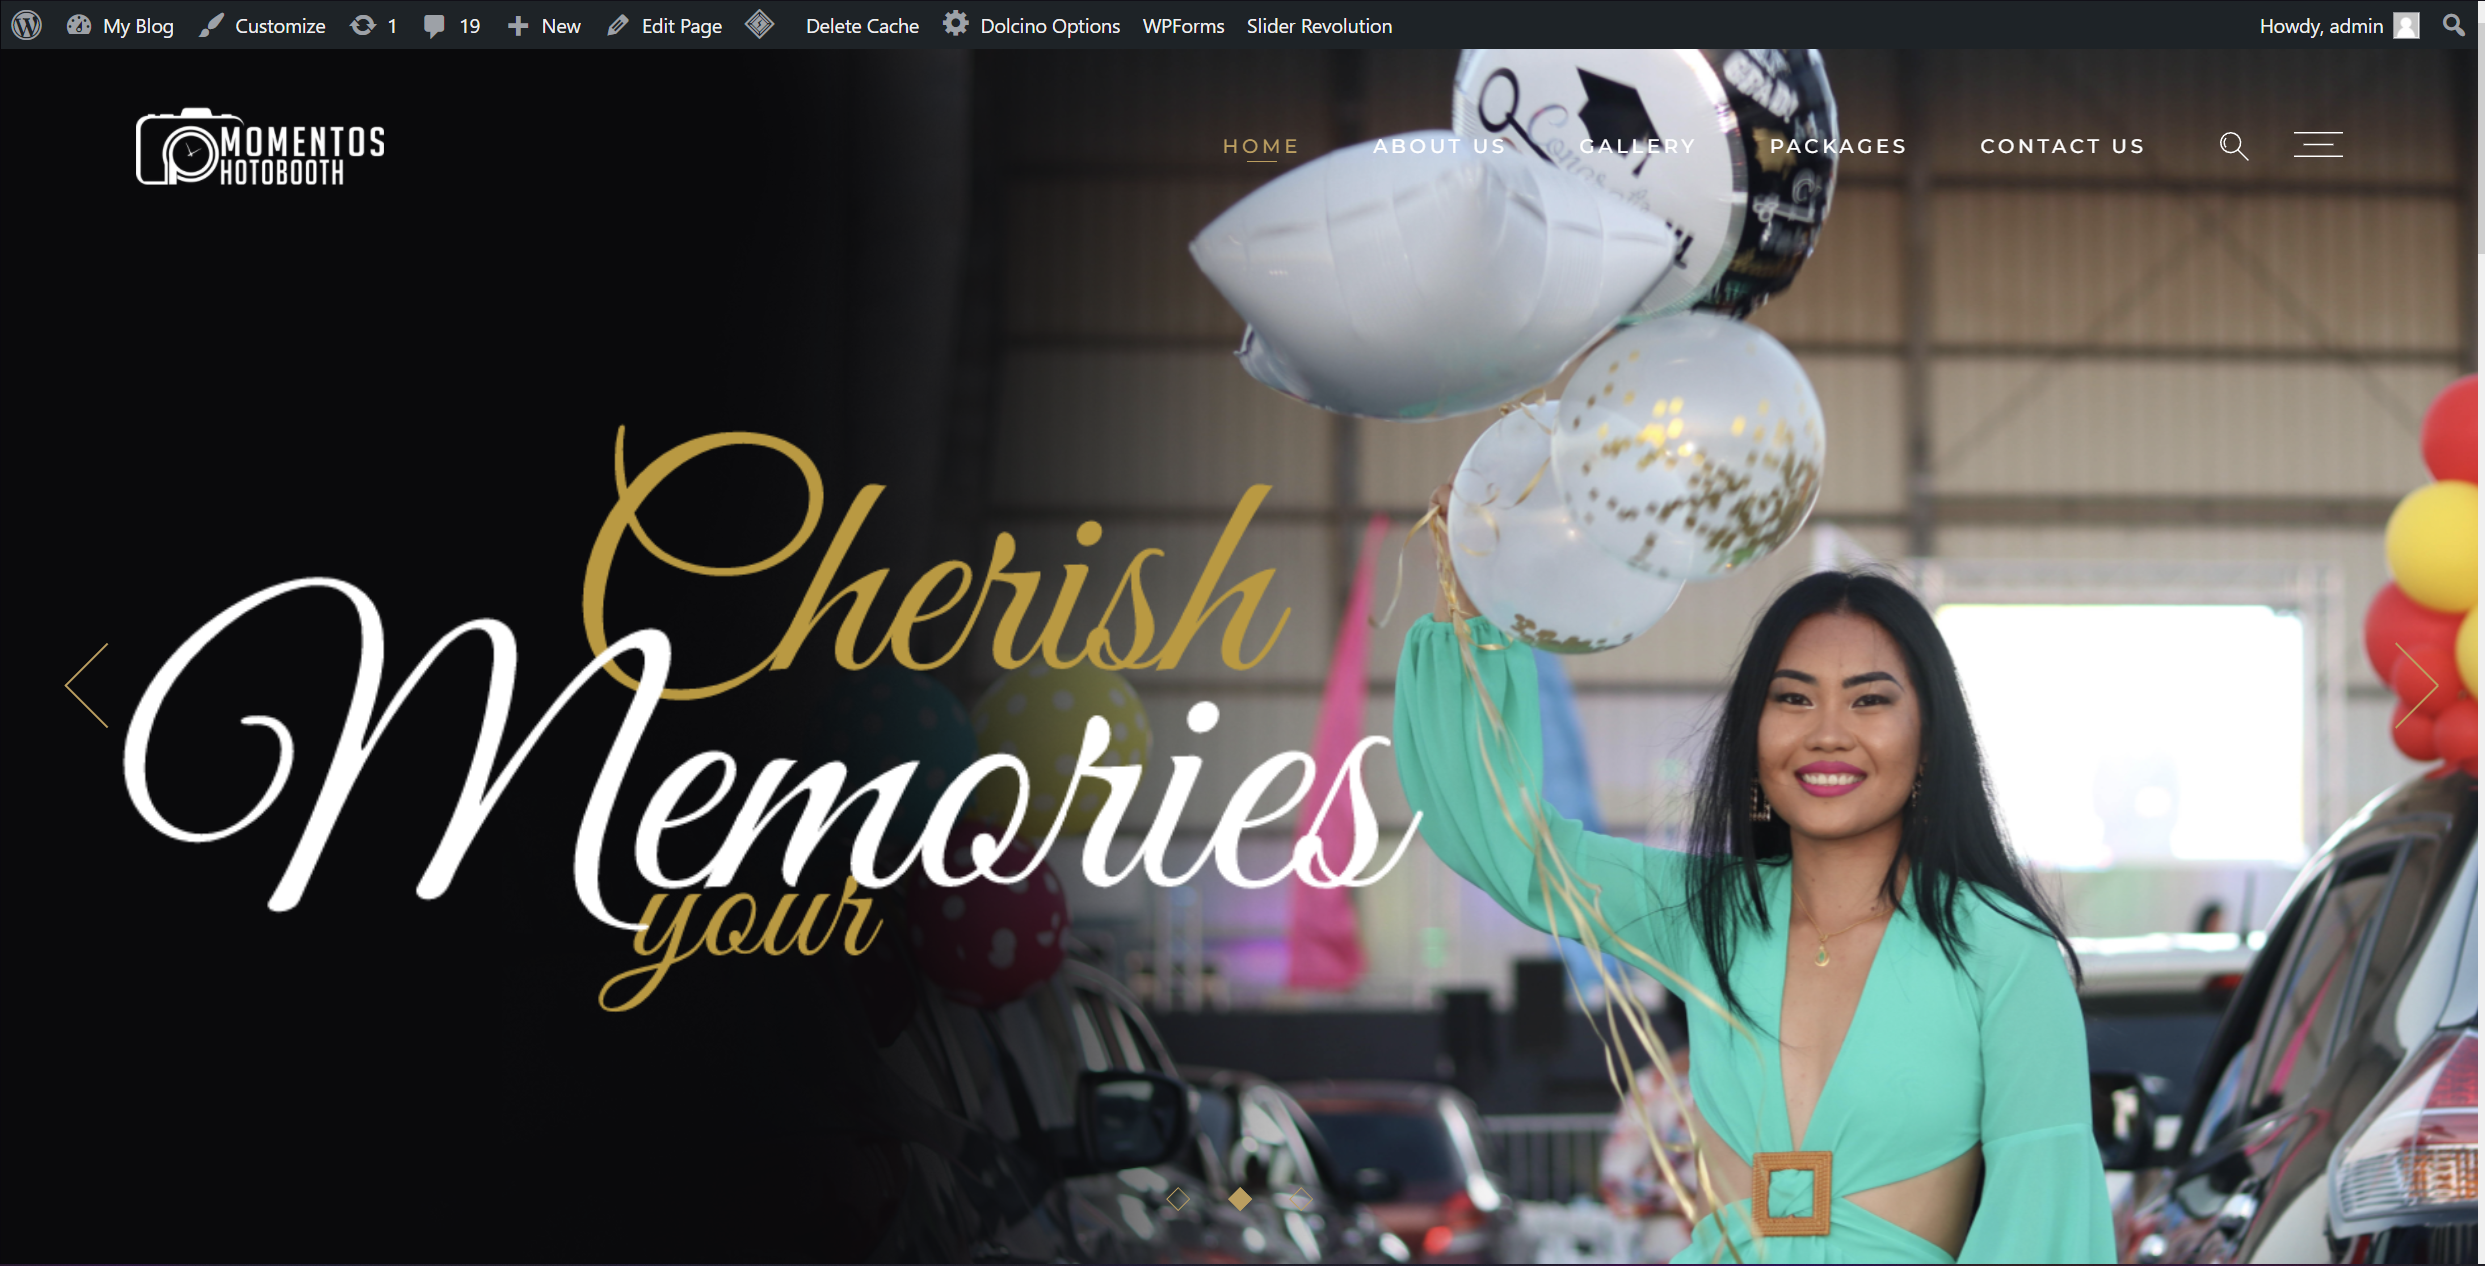 My Blog Customize 1 19 New Edit Page Delete Cache Dolcino Options WPForms Slider Revolution Howdy, admin
MOMENTOS
PHOTOBOOTH
HOME ABOUT US GALLERY PACKAGES CONTACT US
Cherish
Memories
your